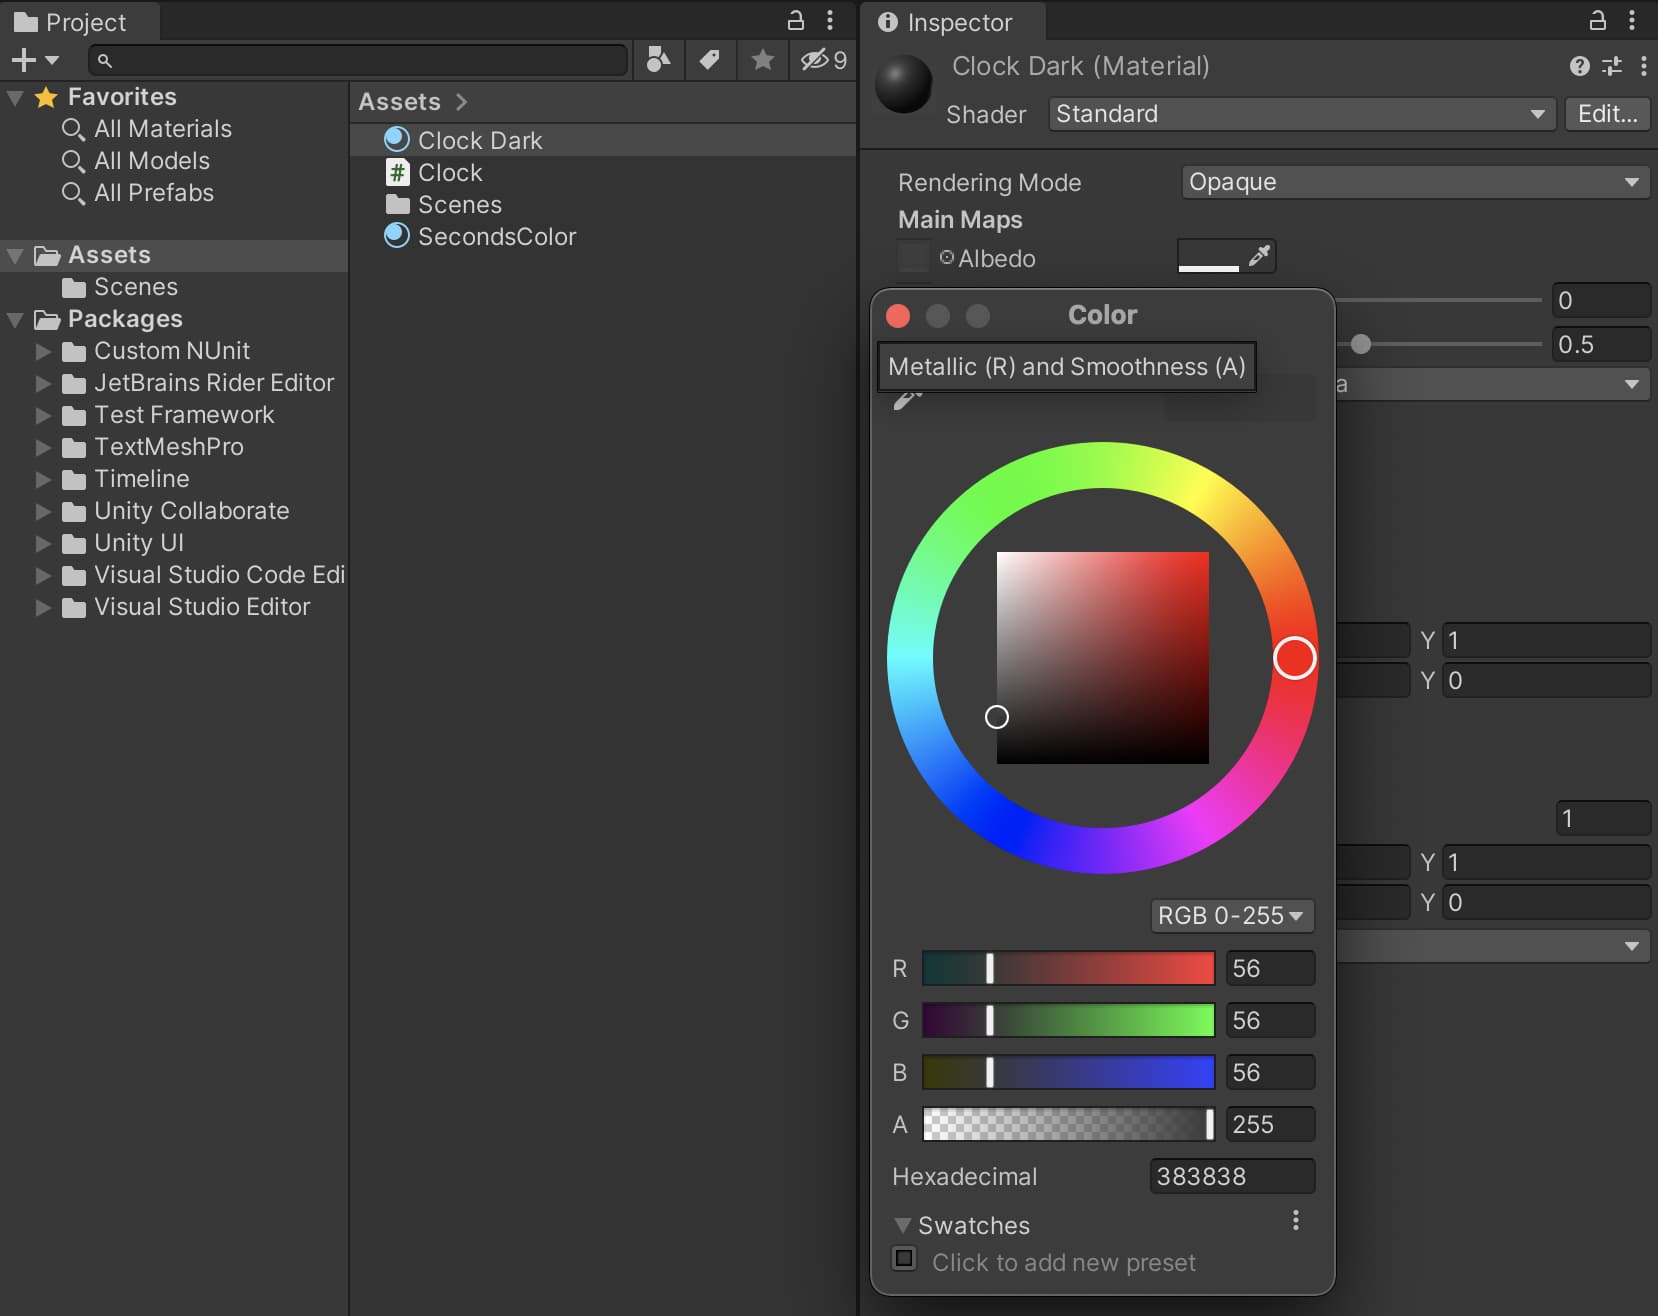 Project
9
Favorites
All Materials
All Models
All Prefabs
Assets
Scenes
Packages
Custom NUnit
JetBrains Rider Editor
Test Framework
TextMeshPro
Timeline
Unity Collaborate
Unity UI
Visual Studio Code Edi
Visual Studio Editor
Assets >
Clock Dark
# Clock
Scenes
SecondsColor
Inspector
Clock Dark (Material)
Shader Standard Edit...
Rendering Mode Opaque
Main Maps
Albedo
0
0.5
a
Y 1
Y 0
1
Y 1
Y 0
Color
Metallic (R) and Smoothness (A)
RGB 0-255
R 56
G 56
B 56
A 255
Hexadecimal 383838
Swatches
Click to add new preset